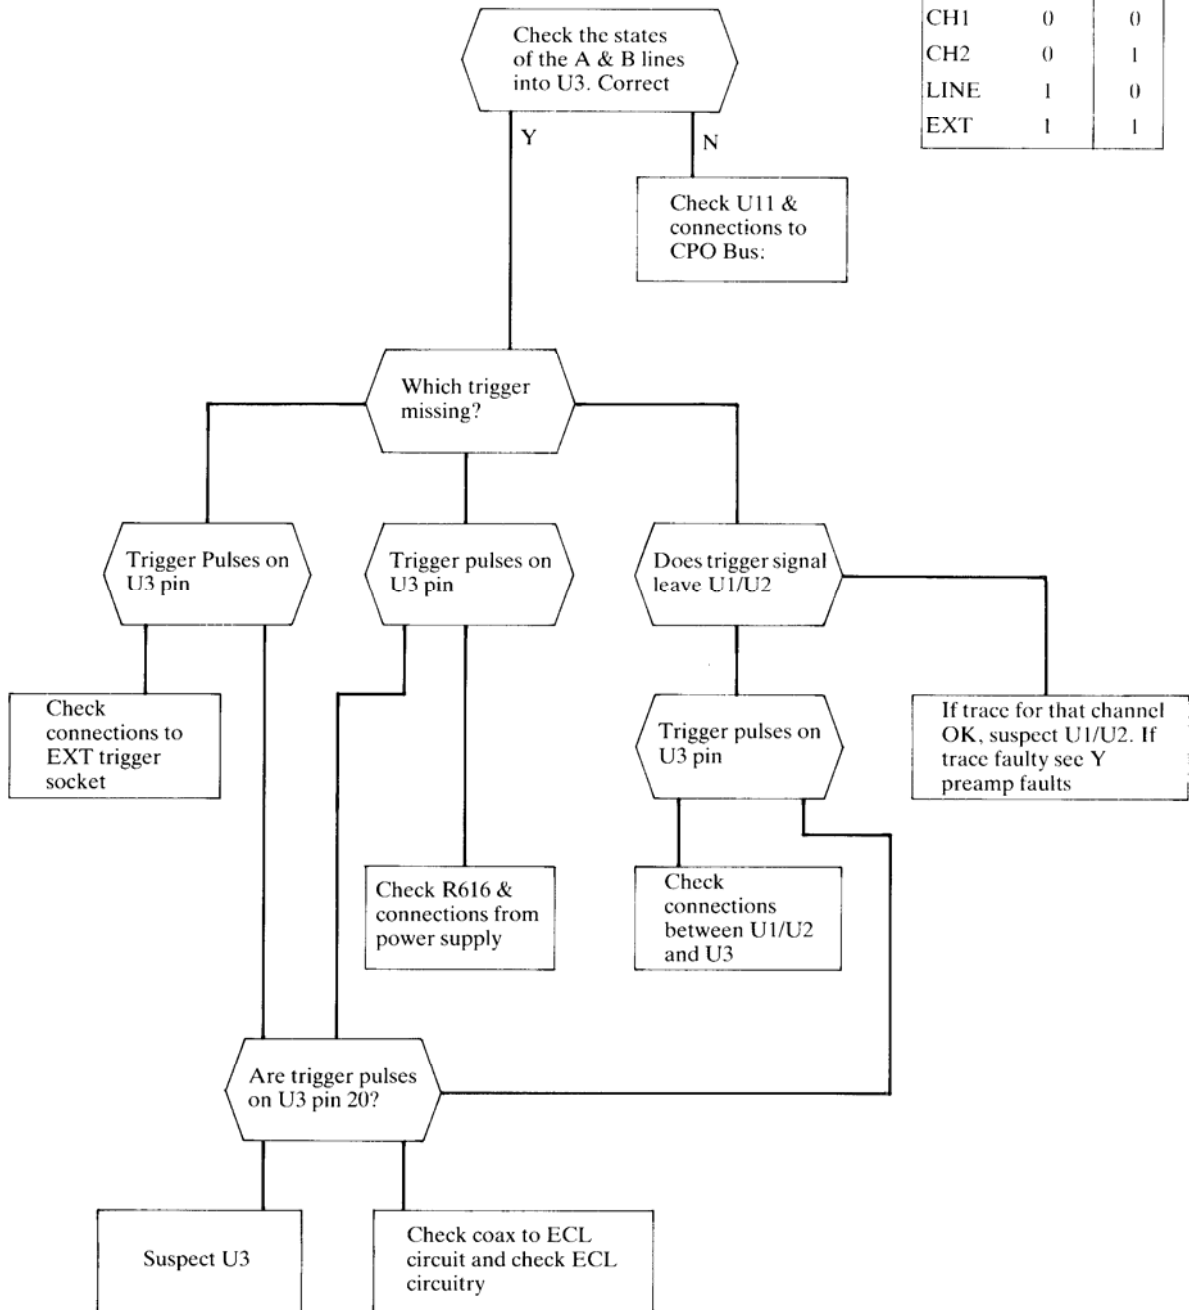 Check the states
of the A & B lines
into U3. Correct
CH1 0 0
CH2 0 1
LINE 1 0
EXT 1 1
Y
N
Check U11 &
connections to
CPO Bus:
Which trigger
missing?
Trigger Pulses on
U3 pin
Trigger pulses on
U3 pin
Does trigger signal
leave U1/U2
Check
connections to
EXT trigger
socket
Trigger pulses on
U3 pin
If trace for that channel
OK, suspect U1/U2. If
trace faulty see Y
preamp faults
Check R616 &
connections from
power supply
Check
connections
between U1/U2
and U3
Are trigger pulses
on U3 pin 20?
Suspect U3
Check coax to ECL
circuit and check ECL
circuitry